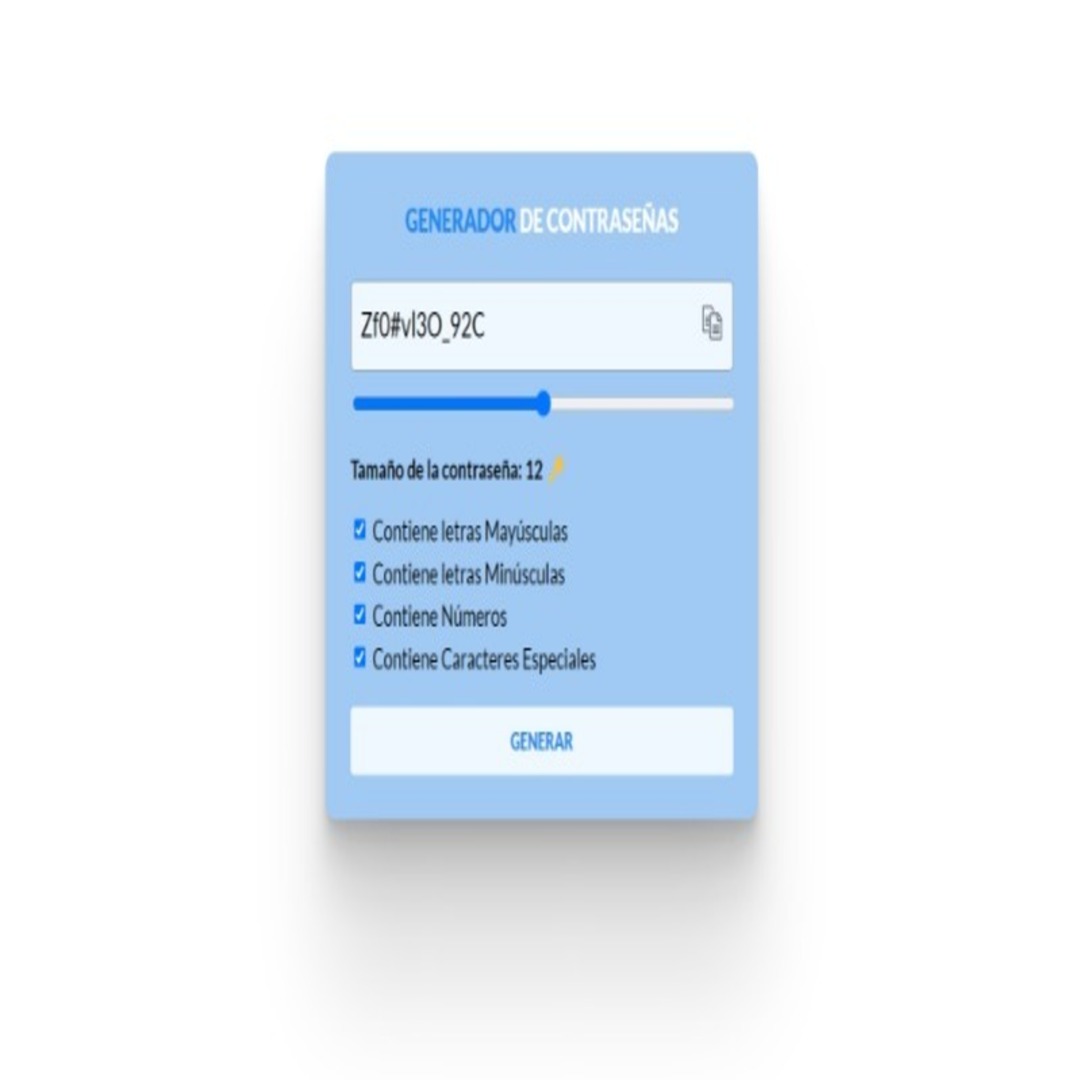 GENERADOR DE CONTRASEÑAS
Zf0#vl3O_92C
Tamaño de la contraseña: 12
Contiene letras Mayúsculas
Contiene letras Minúsculas
Contiene Números
Contiene Caracteres Especiales
GENERAR